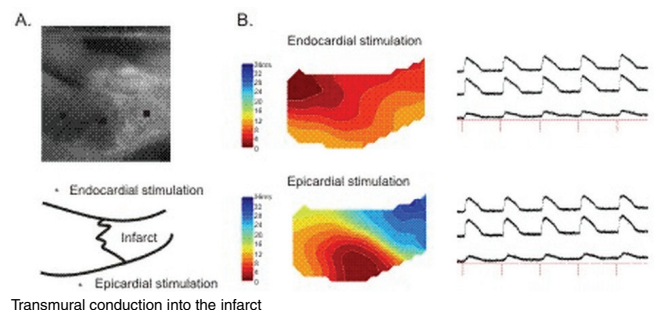 A.
B.
Endocardial stimulation
36ms
32
28
24
20
16
12
8
4
0
Endocardial stimulation
Infarct
Epicardial stimulation
Epicardial stimulation
36ms
32
28
24
20
16
12
8
4
0
Transmural conduction into the infarct